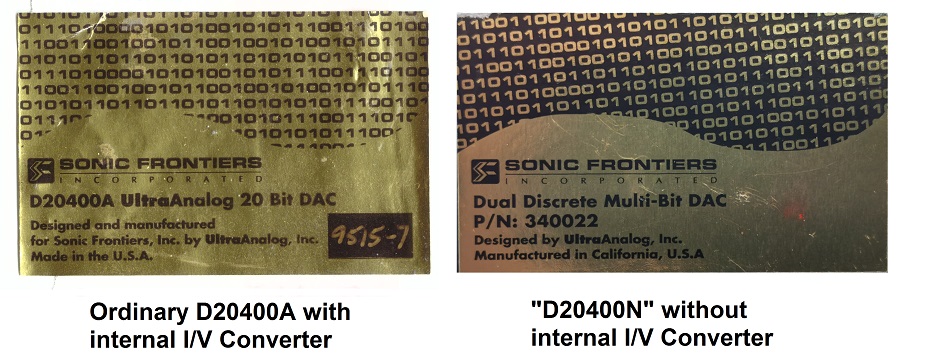 SONIC FRONTIERS
INCORPORATED
D20400A UltraAnalog 20 Bit DAC
Designed and manufactured
for Sonic Frontiers, Inc. by UltraAnalog, Inc.
Made in the U.S.A.
9515-7
Ordinary D20400A with
internal I/V Converter
SONIC FRONTIERS
INCORPORATED
Dual Discrete Multi-Bit DAC
P/N: 340022
Designed by UltraAnalog, Inc.
Manufactured in California, U.S.A
"D20400N" without
internal I/V Converter